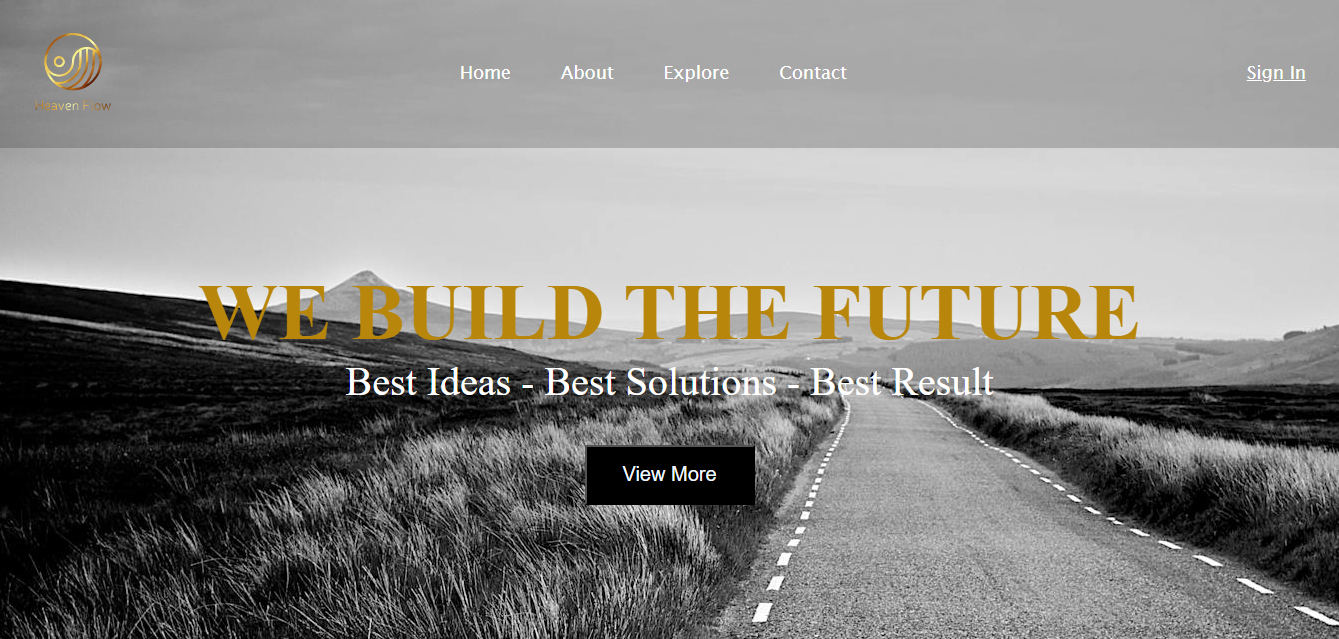 Heaven Flow
Home About Explore Contact
Sign In
WE BUILD THE FUTURE
Best Ideas - Best Solutions - Best Result
View More